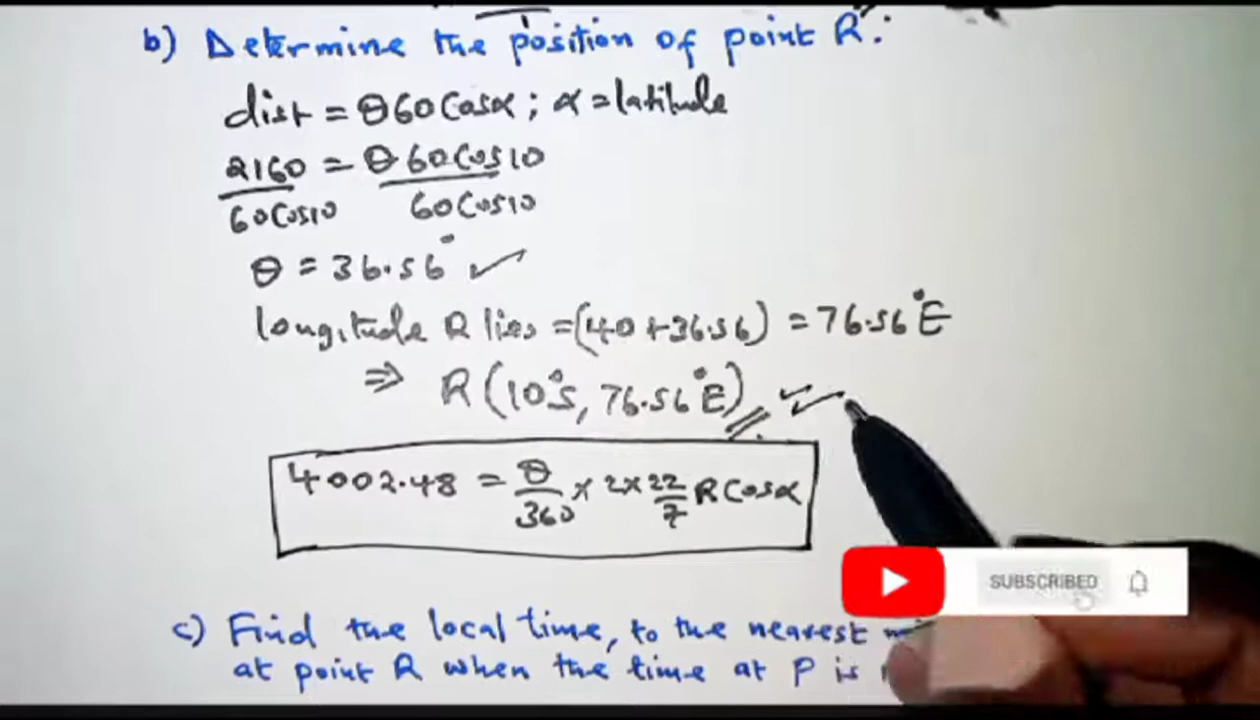 b) Determine the position of point R.
dist = θ60cosα ; α = latitude
2160 = θ 60cos10
60cos10 60cos10
θ = 36.56°
longitude R lies = (40 + 36.56) = 76.56°E
⇒ R (10°S, 76.56°E)
4002.48 = θ/360 × 2 × 22/7 R cosα
SUBSCRIBED
c) Find the local time, to the nearest
at point R when the time at P is